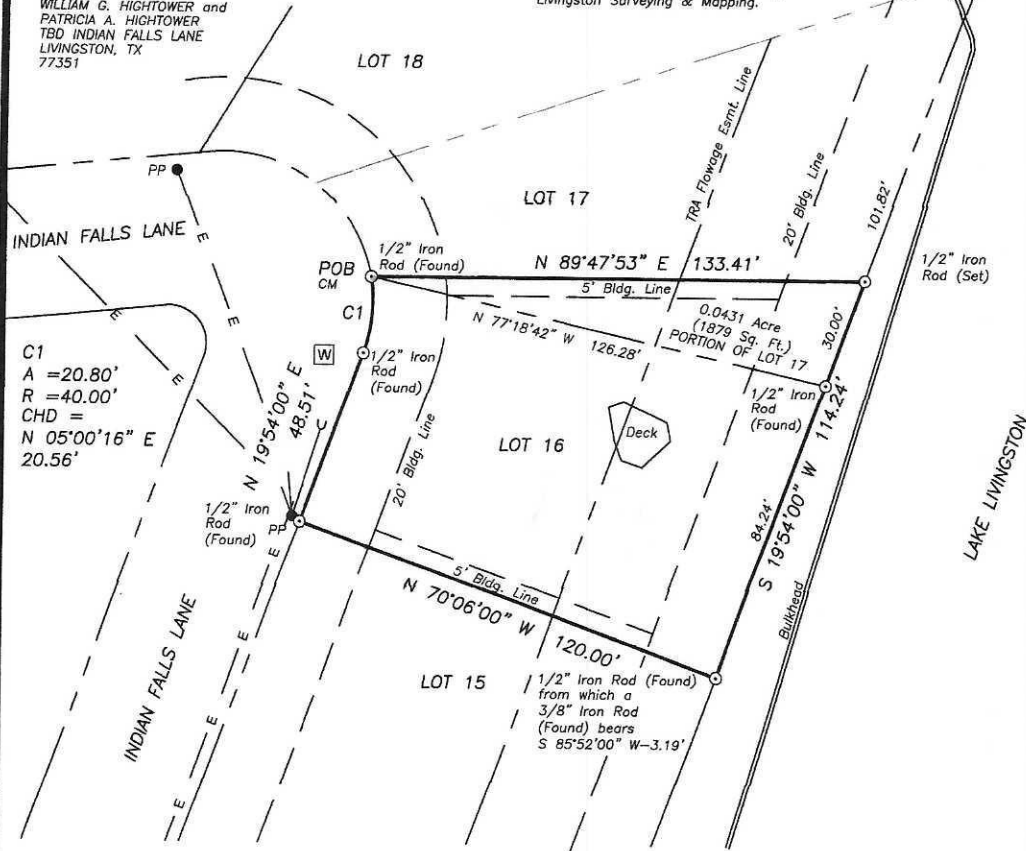 WILLIAM G. HIGHTOWER and
PATRICIA A. HIGHTOWER
TBD INDIAN FALLS LANE
LIVINGSTON, TX
77351
Livingston Surveying & Mapping.
LOT 18
PP
E
E
INDIAN FALLS LANE
E
E
E
LOT 17
TRA Flowage Esmt. Line
20' Bldg. Line
101.82'
1/2" Iron
Rod (Found)
POB
CM
N 89°47'53" E 133.41'
5' Bldg. Line
1/2" Iron
Rod (Set)
C1
N 77°18'42" W 126.28'
0.0431 Acre
(1879 Sq. Ft.)
PORTION OF LOT 17
30.00'
C1
A =20.80'
R =40.00'
CHD =
N 05°00'16" E
20.56'
W
1/2" Iron
Rod
(Found)
1/2" Iron
Rod
(Found)
N 19°54'00" E
48.51'
20' Bldg. Line
LOT 16
Deck
S 19°54'00" W 114.24'
84.24'
LAKE LIVINGSTON
Bulkhead
1/2" Iron
Rod
(Found)
PP
5' Bldg. Line
N 70°06'00" W 120.00'
E
E
E
E
E
INDIAN FALLS LANE
LOT 15
1/2" Iron Rod (Found)
from which a
3/8" Iron Rod
(Found) bears
S 85°52'00" W-3.19'